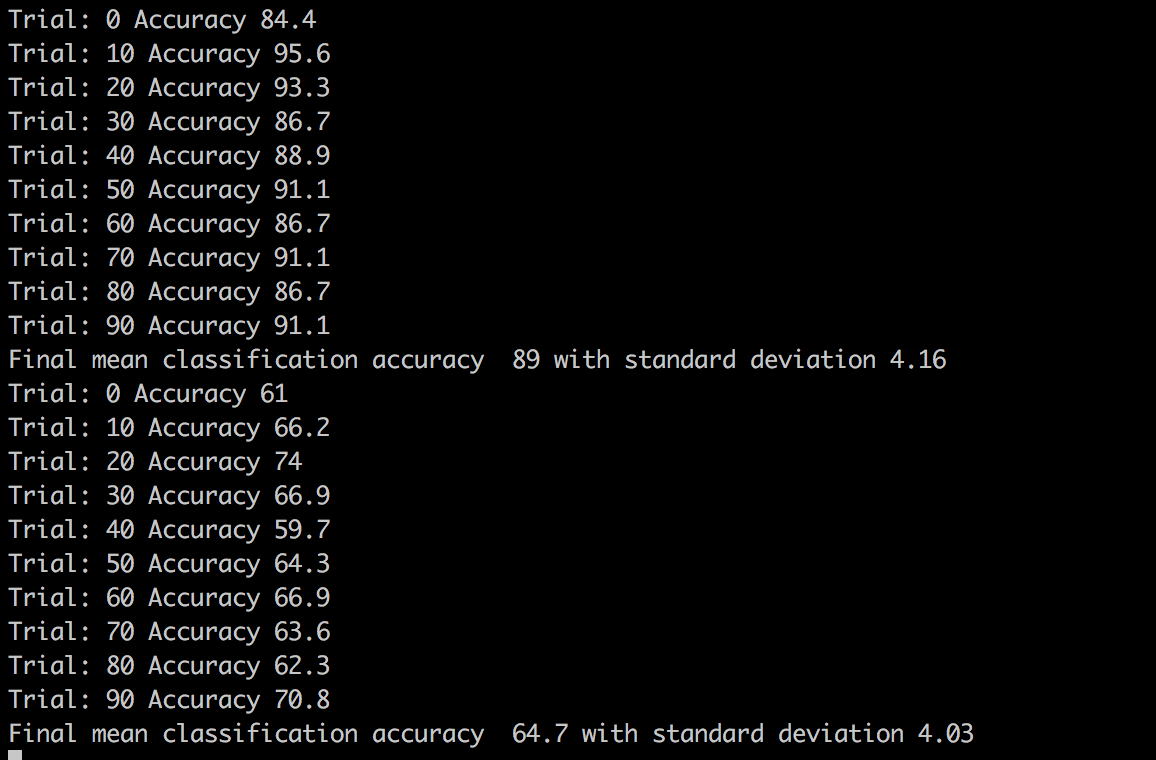 Trial: 0 Accuracy 84.4
Trial: 10 Accuracy 95.6
Trial: 20 Accuracy 93.3
Trial: 30 Accuracy 86.7
Trial: 40 Accuracy 88.9
Trial: 50 Accuracy 91.1
Trial: 60 Accuracy 86.7
Trial: 70 Accuracy 91.1
Trial: 80 Accuracy 86.7
Trial: 90 Accuracy 91.1
Final mean classification accuracy  89 with standard deviation 4.16
Trial: 0 Accuracy 61
Trial: 10 Accuracy 66.2
Trial: 20 Accuracy 74
Trial: 30 Accuracy 66.9
Trial: 40 Accuracy 59.7
Trial: 50 Accuracy 64.3
Trial: 60 Accuracy 66.9
Trial: 70 Accuracy 63.6
Trial: 80 Accuracy 62.3
Trial: 90 Accuracy 70.8
Final mean classification accuracy  64.7 with standard deviation 4.03